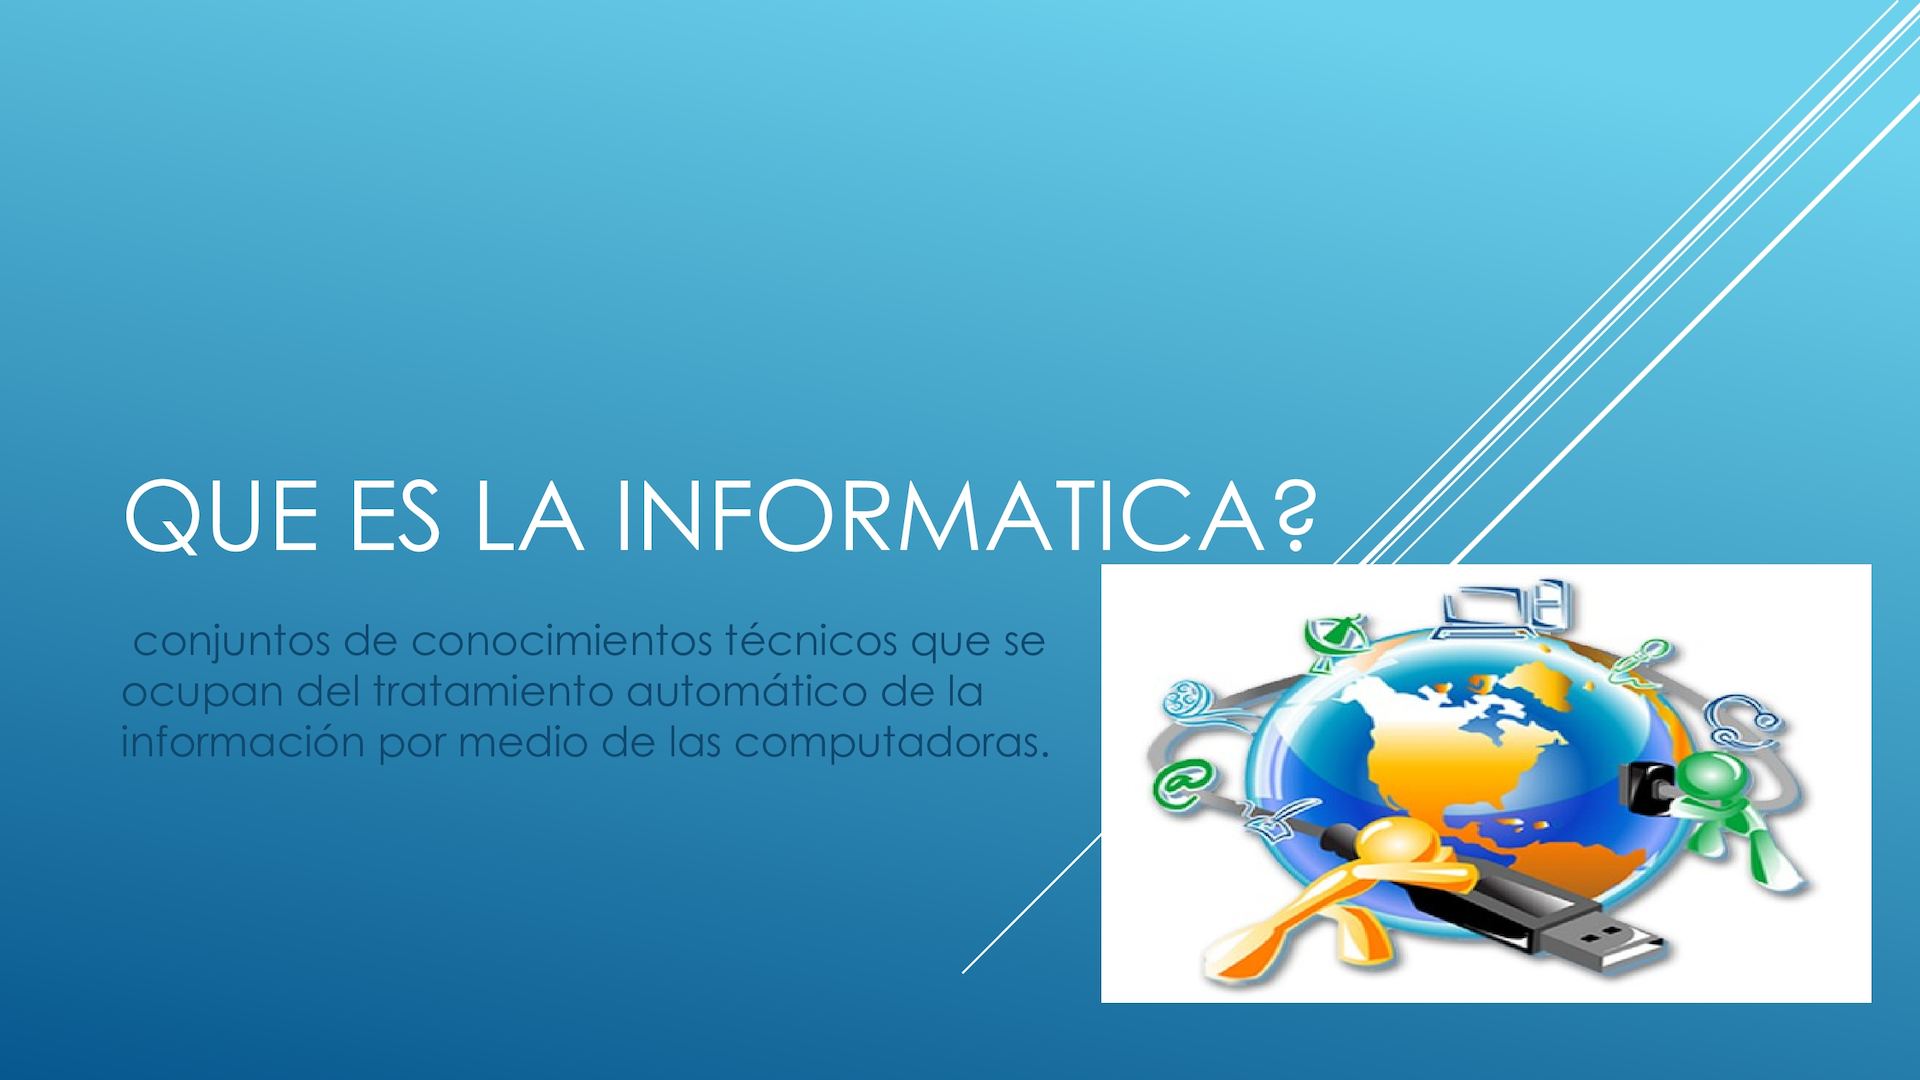 QUE ES LA INFORMATICA?
conjuntos de conocimientos técnicos que se
ocupan del tratamiento automático de la
información por medio de las computadoras.
@